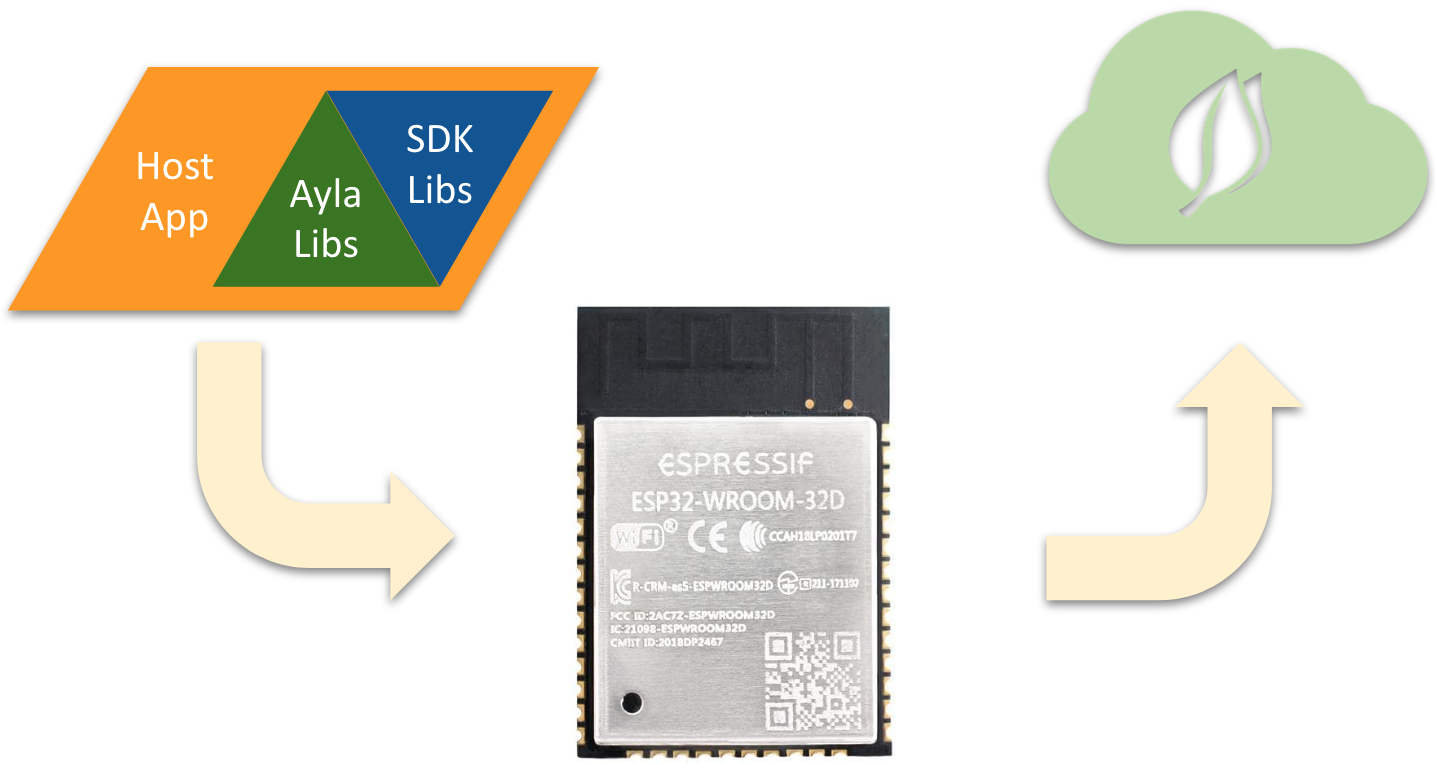 Host
App
Ayla
Libs
SDK
Libs
ESPRESSIF
ESP32-WROOM-32D
WiFi®
CE
CCAH18LP0201T7
R-CRM-es5-ESPWROOM32D
211-171102
FCC ID:2AC7Z-ESPWROOM32D
IC:21098-ESPWROOM32D
CMIIT ID:2018DP2467